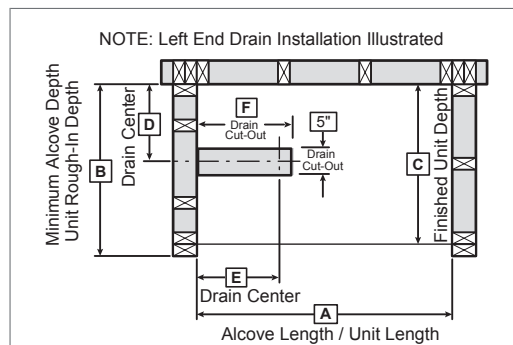 NOTE: Left End Drain Installation Illustrated
Minimum Alcove Depth
Unit Rough-In Depth
B
Drain Center
D
F
Drain
Cut-Out
5"
Drain
Cut-Out
C
Finished Unit Depth
E
Drain Center
A
Alcove Length / Unit Length